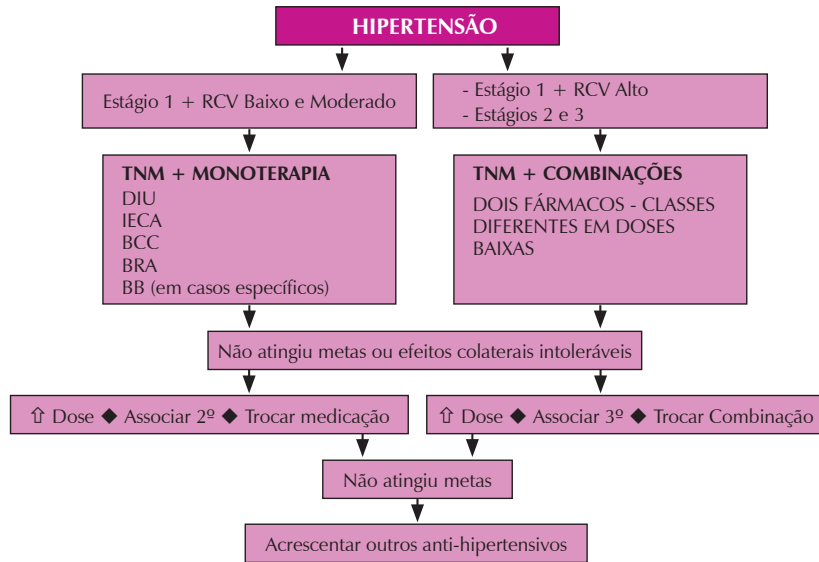 HIPERTENSÃO
Estágio 1 + RCV Baixo e Moderado
- Estágio 1 + RCV Alto
- Estágios 2 e 3
TNM + MONOTERAPIA
DIU
IECA
BCC
BRA
BB (em casos específicos)
TNM + COMBINAÇÕES
DOIS FÁRMACOS - CLASSES
DIFERENTES EM DOSES
BAIXAS
Não atingiu metas ou efeitos colaterais intoleráveis
⇧ Dose ◆ Associar 2º ◆ Trocar medicação
⇧ Dose ◆ Associar 3º ◆ Trocar Combinação
Não atingiu metas
Acrescentar outros anti-hipertensivos